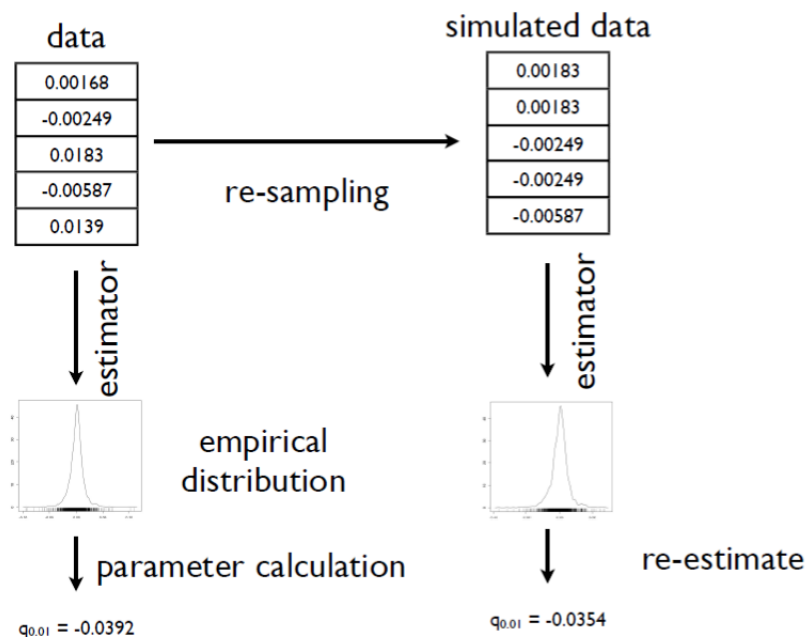 data
simulated data
0.00168
-0.00249
0.0183
-0.00587
0.0139
0.00183
0.00183
-0.00249
-0.00249
-0.00587
re-sampling
estimator
estimator
empirical
distribution
parameter calculation
re-estimate
q0.01 = -0.0392
q0.01 = -0.0354